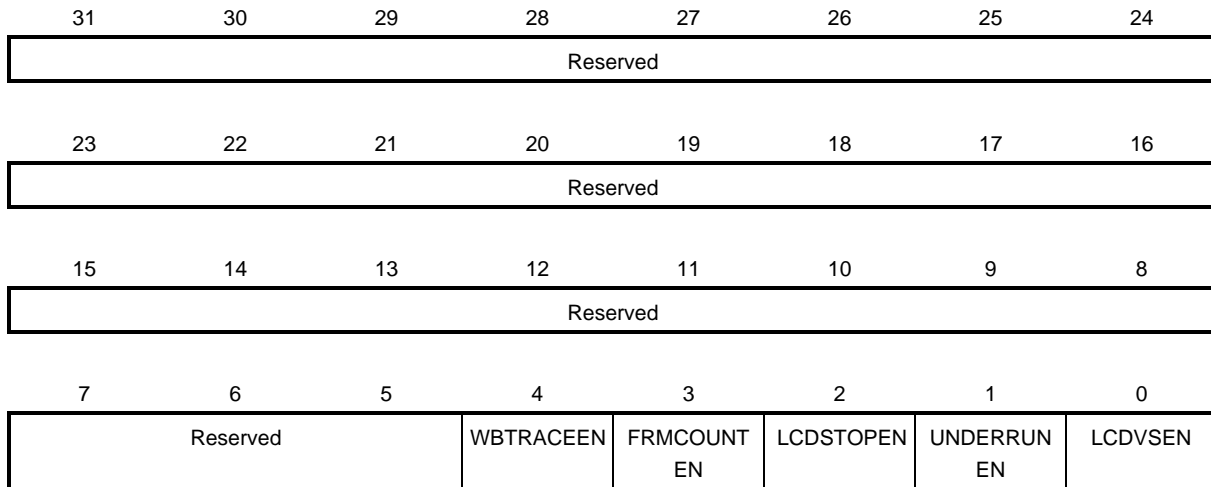 31 30 29 28 27 26 25 24
Reserved
23 22 21 20 19 18 17 16
Reserved
15 14 13 12 11 10 9 8
Reserved
7 6 5 4 3 2 1 0
Reserved WBTRACEEN FRMCOUNT LCDSTOPEN UNDERRUN LCDVSEN
EN EN